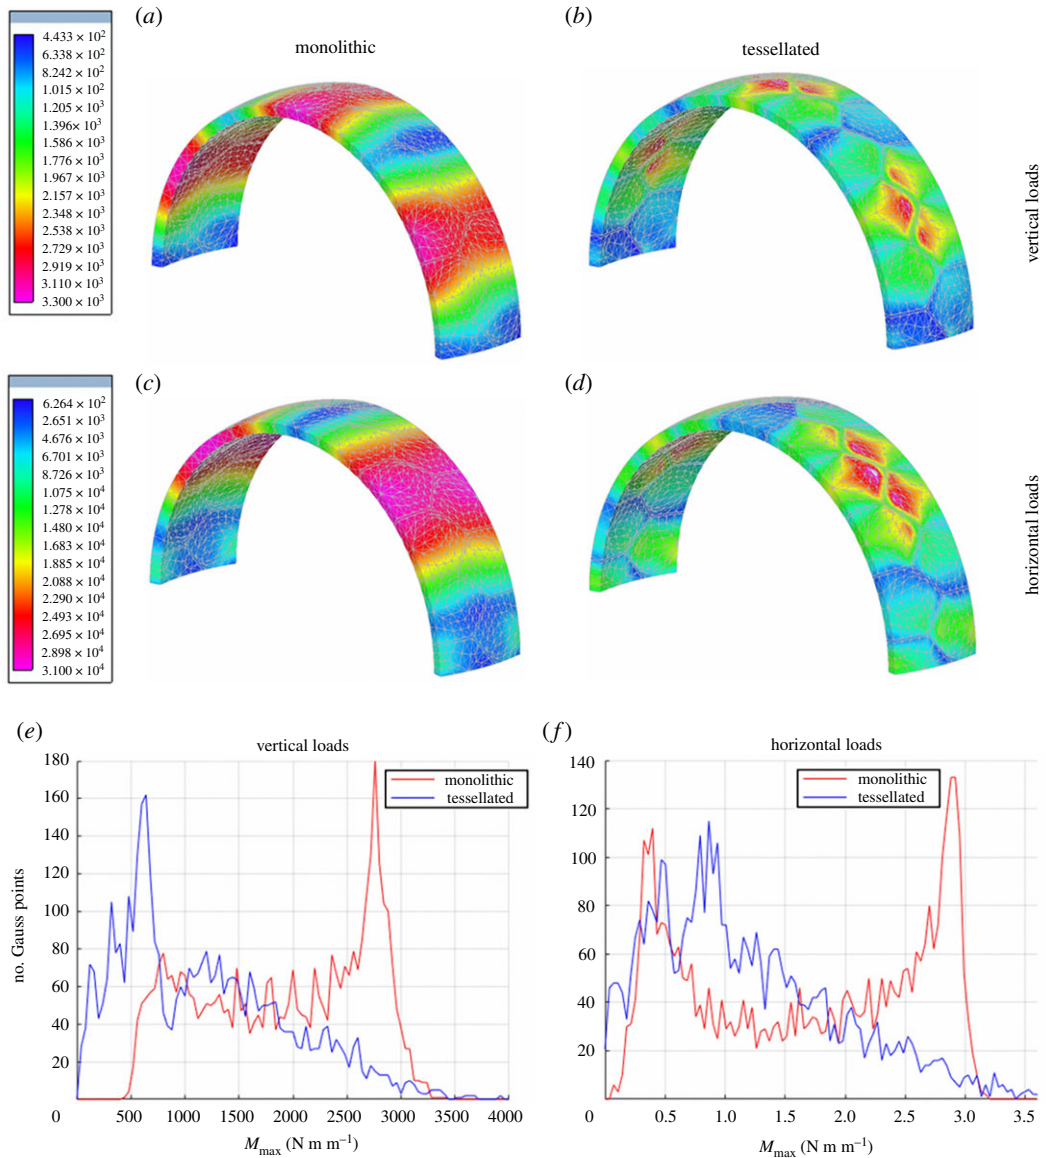 (a)
monolithic
(b)
tessellated
4.433 × 10²
6.338 × 10²
8.242 × 10²
1.015 × 10²
1.205 × 10³
1.396× 10³
1.586 × 10³
1.776 × 10³
1.967 × 10³
2.157 × 10³
2.348 × 10³
2.538 × 10³
2.729 × 10³
2.919 × 10³
3.110 × 10³
3.300 × 10³
vertical loads
(c)
(d)
6.264 × 10²
2.651 × 10³
4.676 × 10³
6.701 × 10³
8.726 × 10³
1.075 × 10⁴
1.278 × 10⁴
1.480 × 10⁴
1.683 × 10⁴
1.885 × 10⁴
2.088 × 10⁴
2.290 × 10⁴
2.493 × 10⁴
2.695 × 10⁴
2.898 × 10⁴
3.100 × 10⁴
horizontal loads
(e)
vertical loads
monolithic
tessellated
180
160
140
120
100
80
60
40
20
0
no. Gauss points
500 1000 1500 2000 2500 3000 3500 4000
M max (N m m⁻¹)
(f)
horizontal loads
monolithic
tessellated
140
120
100
80
60
40
20
0
0.5 1.0 1.5 2.0 2.5 3.0 3.5
M max (N m m⁻¹)